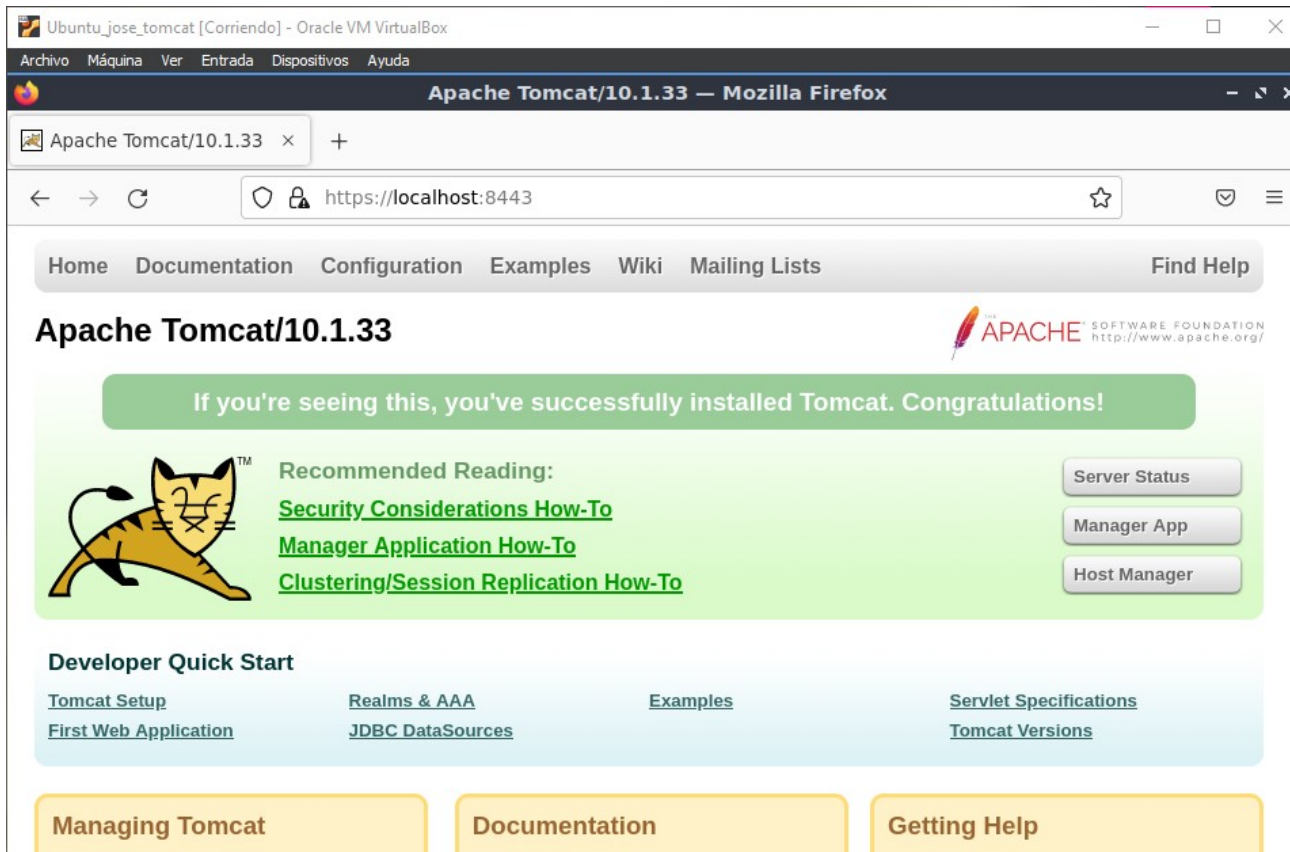 Ubuntu_jose_tomcat [Corriendo] - Oracle VM VirtualBox
Archivo Máquina Ver Entrada Dispositivos Ayuda
Apache Tomcat/10.1.33 — Mozilla Firefox
Apache Tomcat/10.1.33
https://localhost:8443
Home Documentation Configuration Examples Wiki Mailing Lists Find Help
Apache Tomcat/10.1.33
THE
APACHE SOFTWARE FOUNDATION
http://www.apache.org/
If you're seeing this, you've successfully installed Tomcat. Congratulations!
TM
Recommended Reading:
Security Considerations How-To
Manager Application How-To
Clustering/Session Replication How-To
Server Status
Manager App
Host Manager
Developer Quick Start
Tomcat Setup Realms & AAA Examples Servlet Specifications
First Web Application JDBC DataSources Tomcat Versions
Managing Tomcat Documentation Getting Help